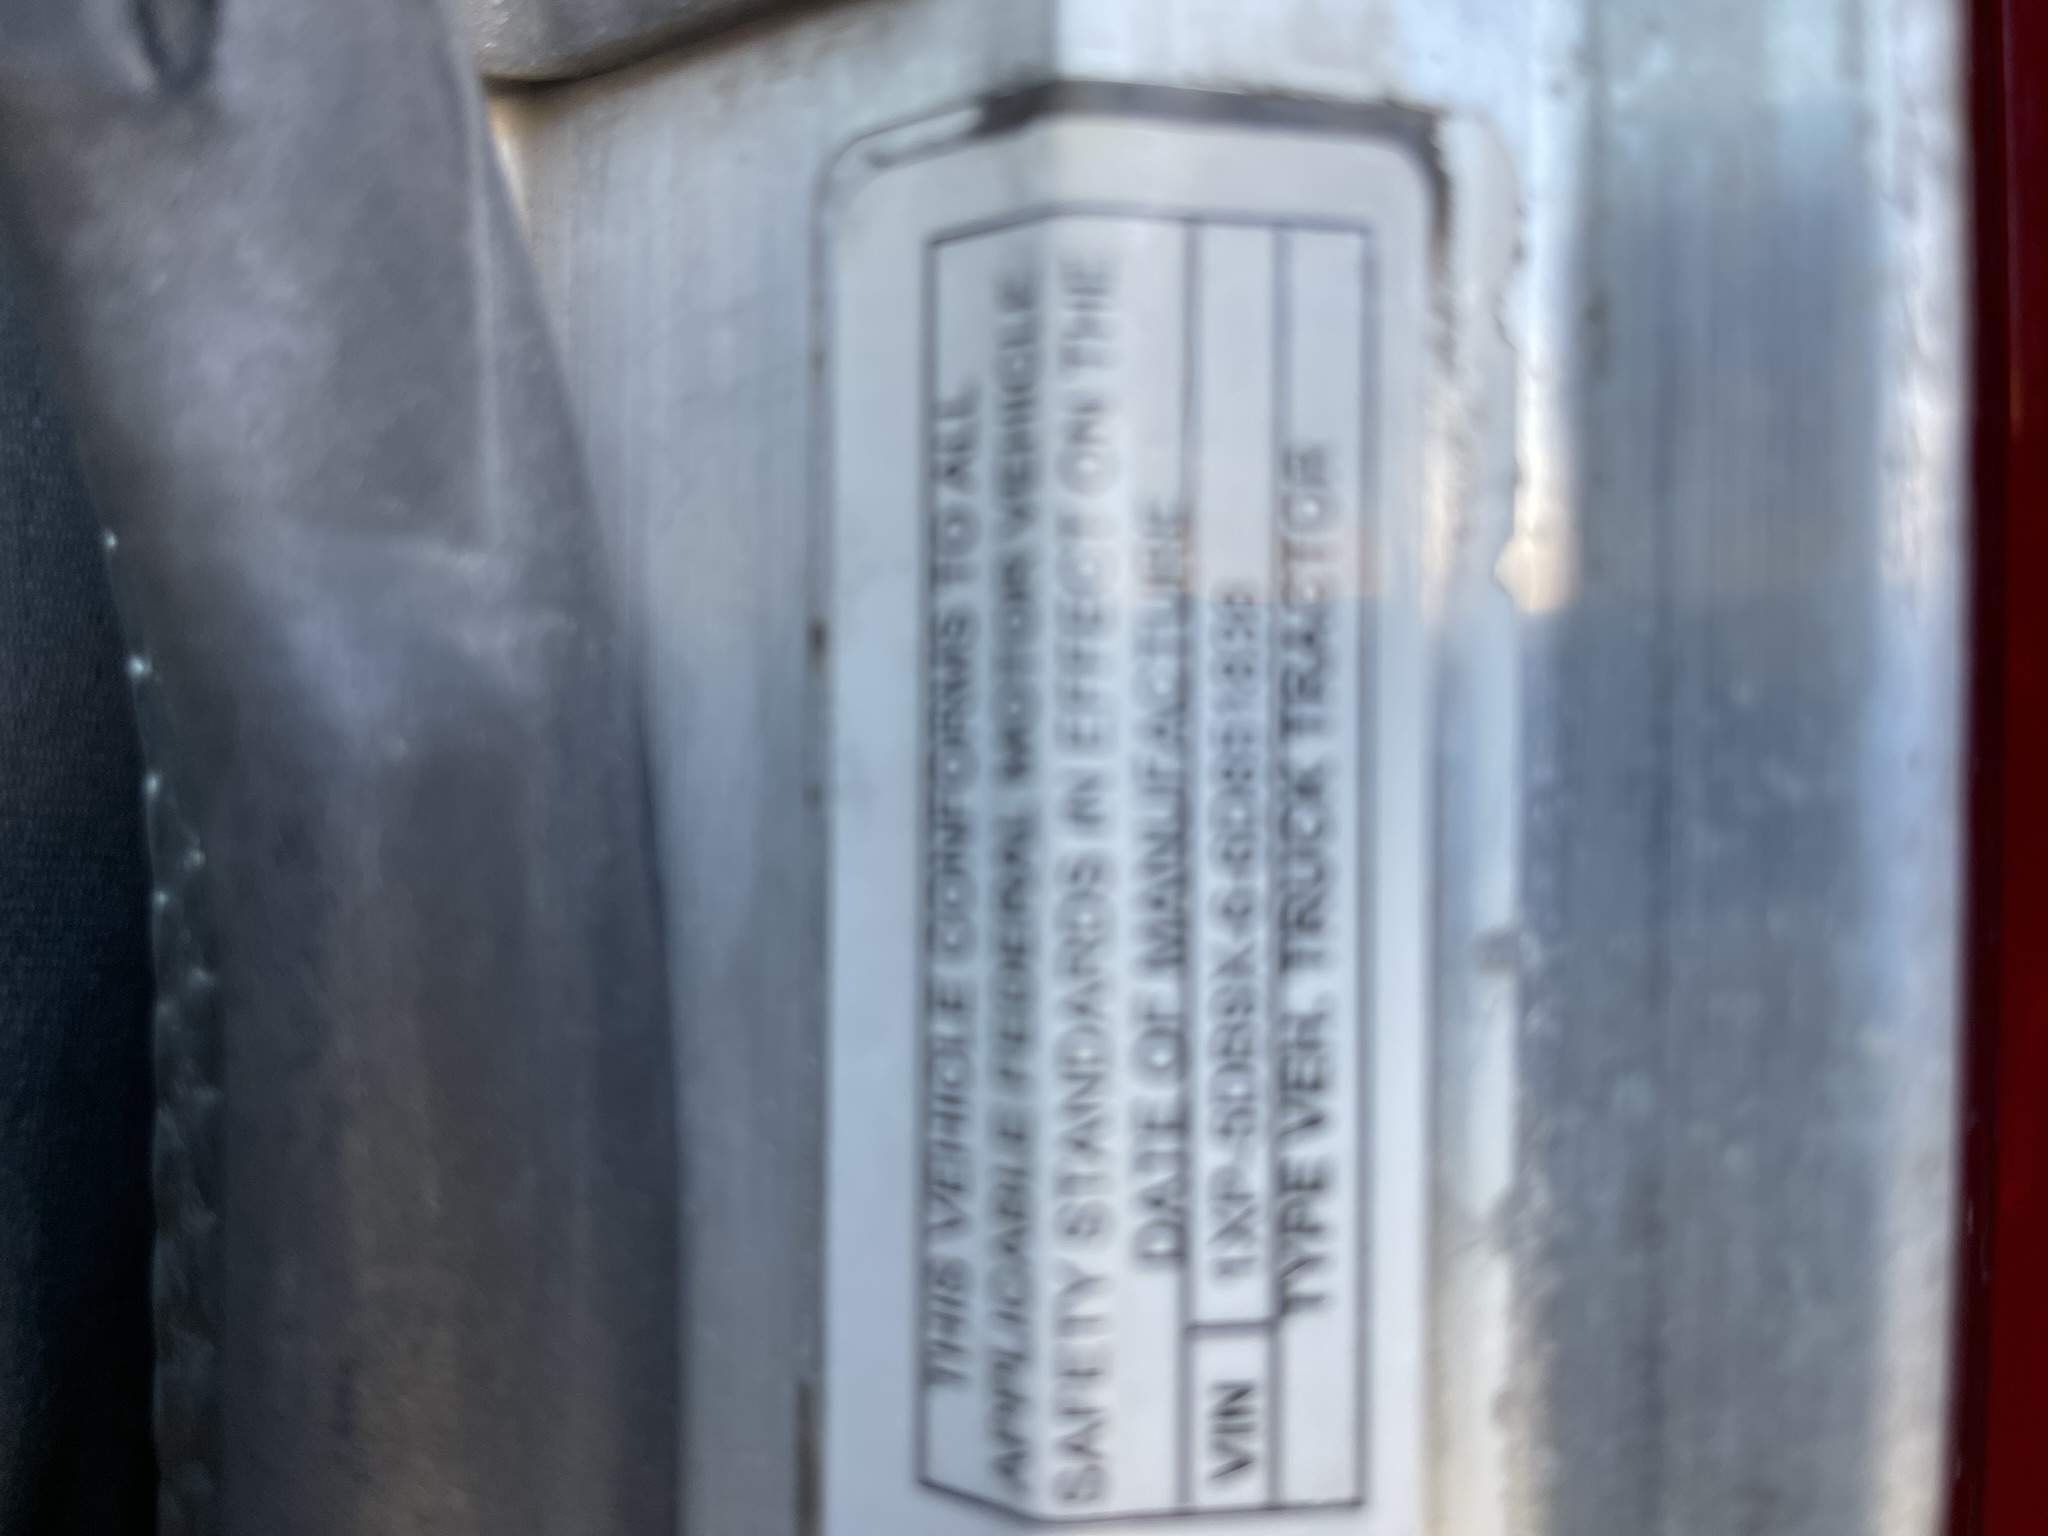 THIS VEHICLE CONFORMS TO ALL
APPLICABLE FEDERAL MOTOR VEHICLE
SAFETY STANDARDS IN EFFECT ON THE
DATE OF MANUFACTURE
VIN
TYPE VEH. TRUCK TRACTOR